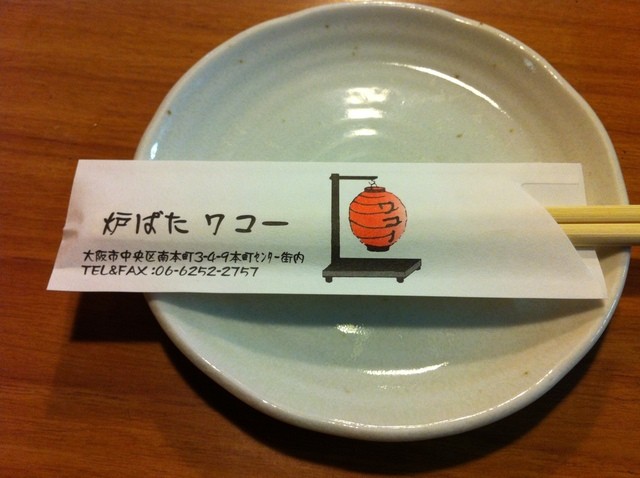 炉ばた ワコー
大阪市中央区南本町3-4-9本町センター街内
TEL&FAX:06-6252-2757
ワコー